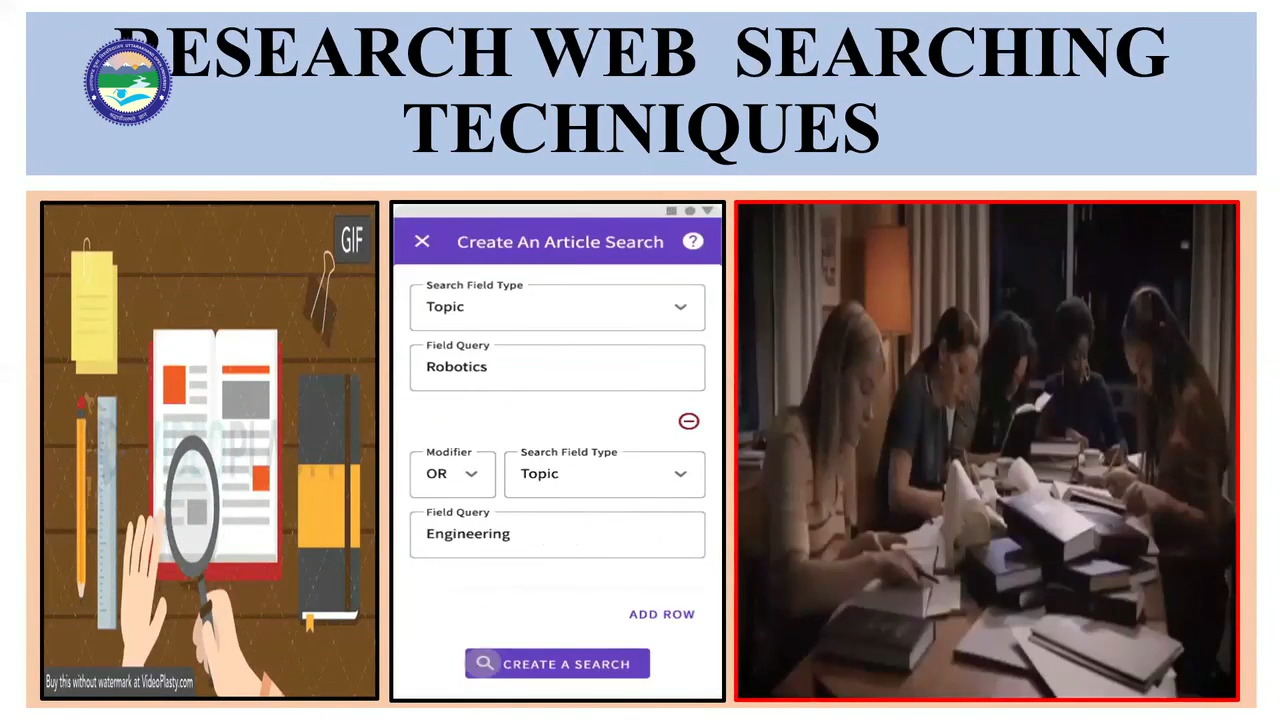 RESEARCH WEB SEARCHING
TECHNIQUES
GIF
Buy this without watermark at VideoPlasty.com
Create An Article Search ?
Search Field Type
Topic
Field Query
Robotics
Modifier
OR
Search Field Type
Topic
Field Query
Engineering
ADD ROW
CREATE A SEARCH